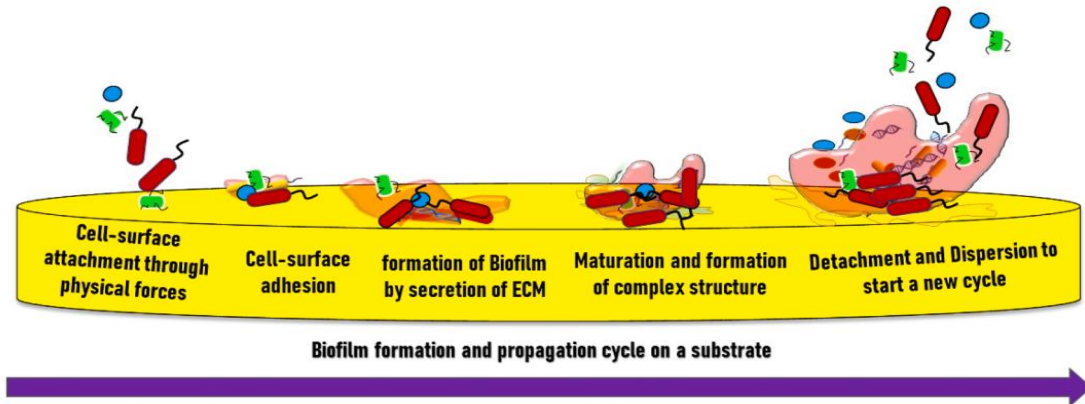 Cell-surface
attachment through
physical forces
Cell-surface
adhesion
formation of Biofilm
by secretion of ECM
Maturation and formation
of complex structure
Detachment and Dispersion to
start a new cycle
Biofilm formation and propagation cycle on a substrate